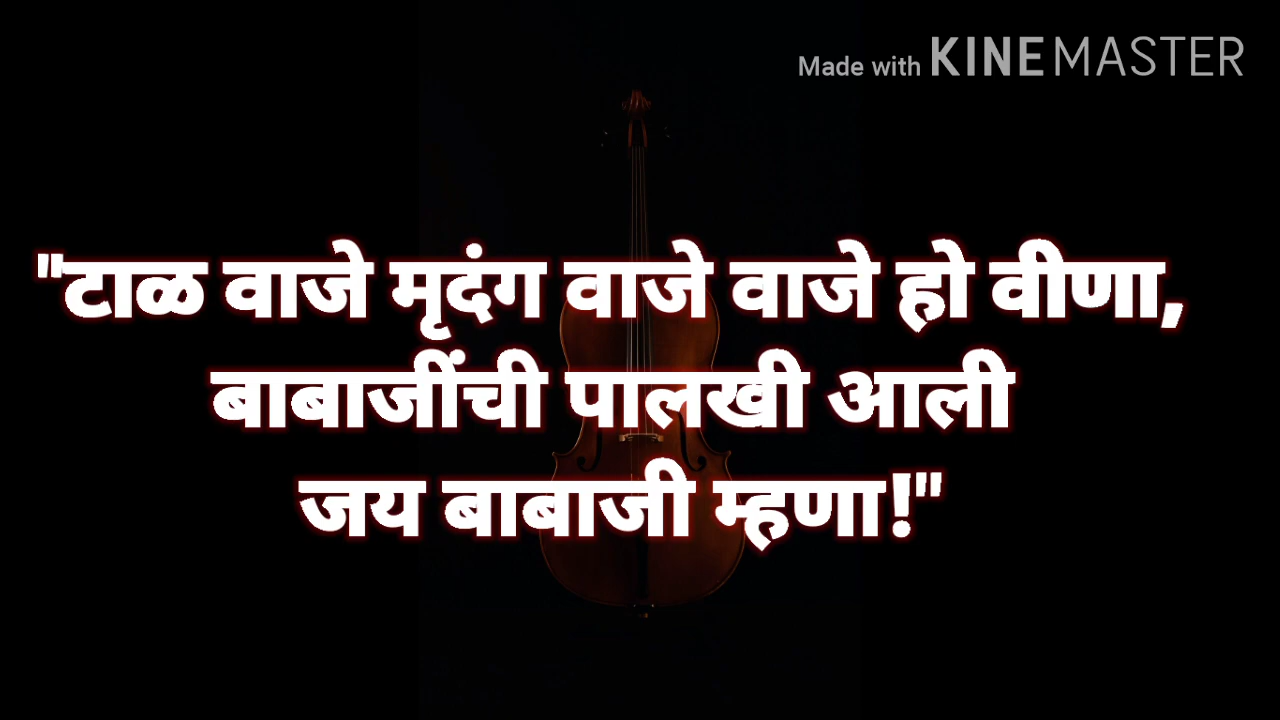 Made with KINEMASTER
"टाळ वाजे मृदंग वाजे वाजे हो वीणा,
बाबाजींची पालखी आली
जय बाबाजी म्हणा!"